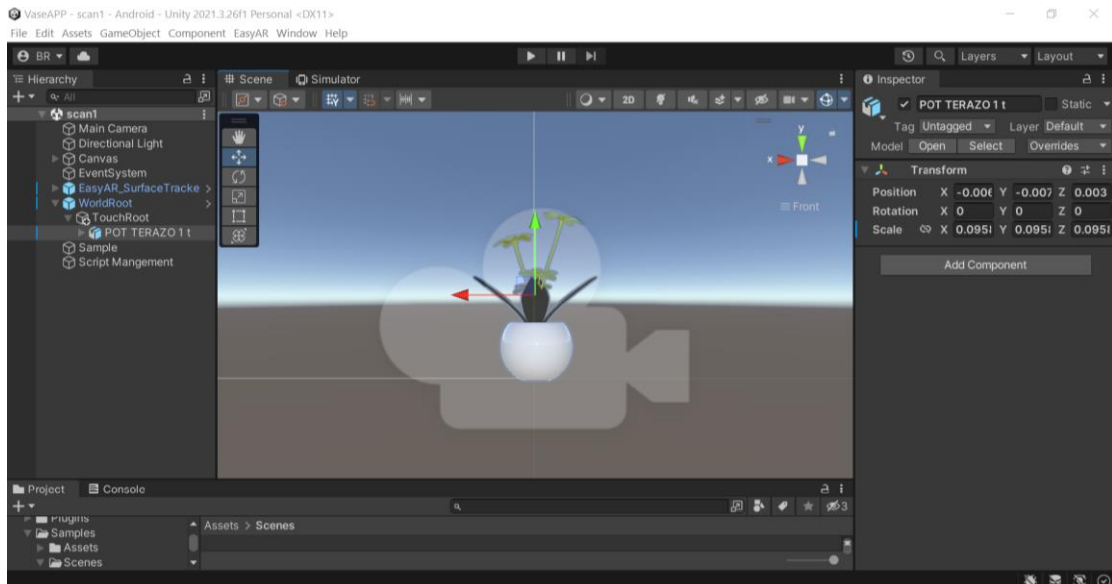 VaseAPP - scan1 - Android - Unity 2021.3.26f1 Personal <DX11>
File Edit Assets GameObject Component EasyAR Window Help
BR
Layers Layout
Hierarchy
All
scan1
Main Camera
Directional Light
Canvas
EventSystem
EasyAR_SurfaceTracke
WorldRoot
TouchRoot
POT TERAZO 1 t
Sample
Script Mangement
Scene Simulator
2D
y
x
Front
Inspector
POT TERAZO 1 t Static
Tag Untagged Layer Default
Model Open Select Overrides
Transform
Position X -0.006 Y -0.007 Z 0.003
Rotation X 0 Y 0 Z 0
Scale X 0.095 Y 0.095 Z 0.095
Add Component
Project Console
3
Plugins
Samples
Assets
Scenes
Assets > Scenes